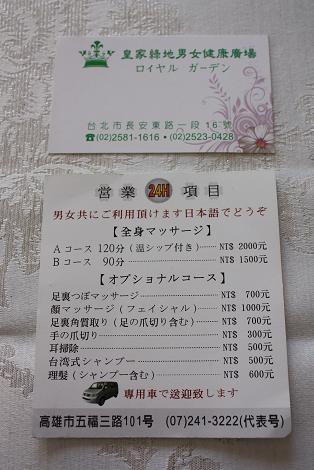 皇家綠地男女健康廣場
ロイヤル ガーデン
台北市長安東路一段16號
☎(02)2581-1616・(02)2523-0428
営業 24H 項目
男女共にご利用頂けます日本語でどうぞ
【全身マッサージ】
Aコース 120分(温シップ付き)‥‥ NT$ 2000元
Bコース 90分‥‥‥‥‥‥‥‥ NT$ 1500元
【オプショナルコース】
足裏つぼマッサージ‥‥‥‥‥‥ NT$ 700元
顔マッサージ(フェイシャル)‥‥ NT$ 1000元
足裏角質取り(足の爪切り含む)‥ NT$ 700元
手の爪切り‥‥‥‥‥‥‥‥‥ NT$ 300元
耳掃除‥‥‥‥‥‥‥‥‥‥‥ NT$ 500元
台湾式シャンプー‥‥‥‥‥‥‥ NT$ 500元
理髪(シャンプー含む)‥‥‥‥‥ NT$ 600元
専用車で送迎致します
高雄市五福三路101号 (07)241-3222(代表号)